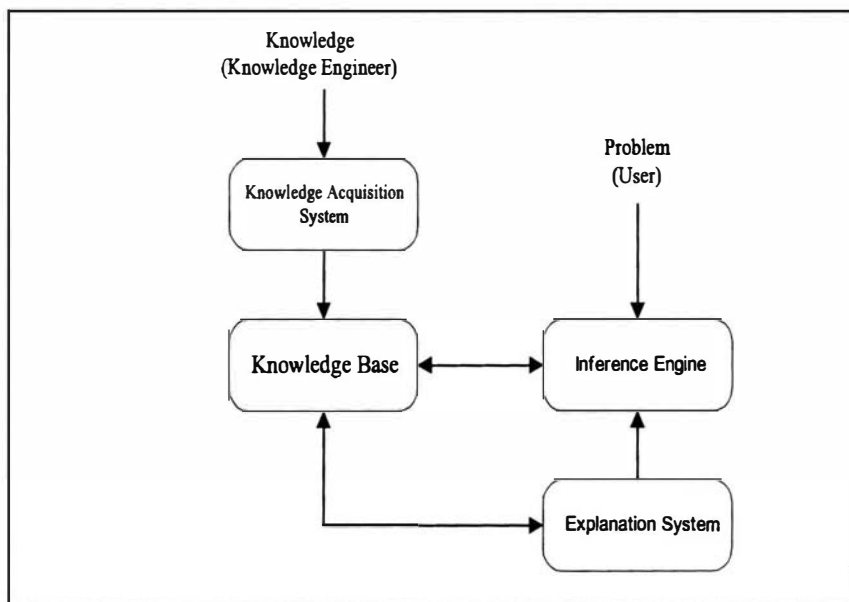 Knowledge
(Knowledge Engineer)
Problem
(User)
Knowledge Acquisition
System
Knowledge Base
Inference Engine
Explanation System